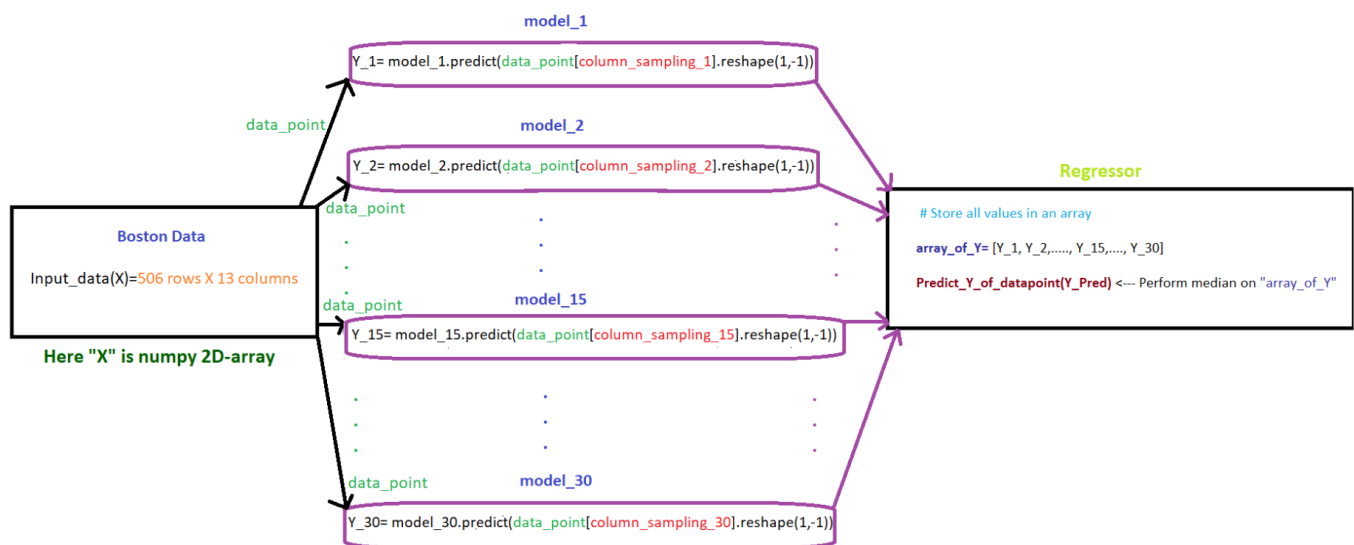 model_1
Y_1= model_1.predict(data_point[column_sampling_1].reshape(1,-1))
data_point
model_2
Y_2= model_2.predict(data_point[column_sampling_2].reshape(1,-1))
data_point
Boston Data
Input_data(X)=506 rows X 13 columns
Here "X" is numpy 2D-array
data_point
model_15
Y_15= model_15.predict(data_point[column_sampling_15].reshape(1,-1))
data_point
model_30
Y_30= model_30.predict(data_point[column_sampling_30].reshape(1,-1))
Regressor
# Store all values in an array
array_of_Y= [Y_1, Y_2,....., Y_15,...., Y_30]
Predict_Y_of_datapoint(Y_Pred) <--- Perform median on "array_of_Y"